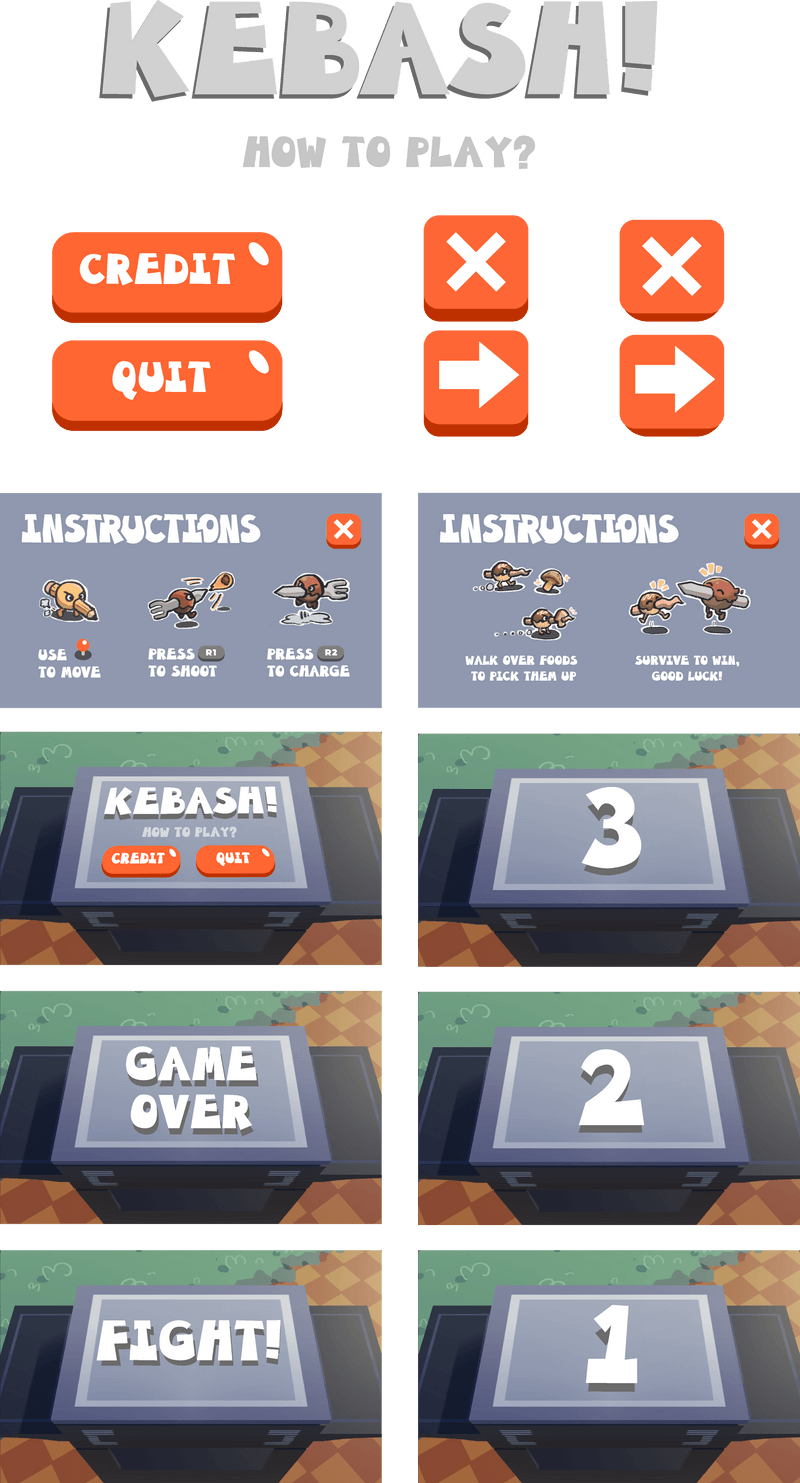 KEBASH!
HOW TO PLAY?
CREDIT
QUIT
INSTRUCTIONS
USE
TO MOVE
PRESS R1
TO SHOOT
PRESS R2
TO CHARGE
INSTRUCTIONS
WALK OVER FOODS
TO PICK THEM UP
SURVIVE TO WIN,
GOOD LUCK!
KEBASH!
HOW TO PLAY?
CREDIT
QUIT
3
GAME
OVER
2
FIGHT!
1